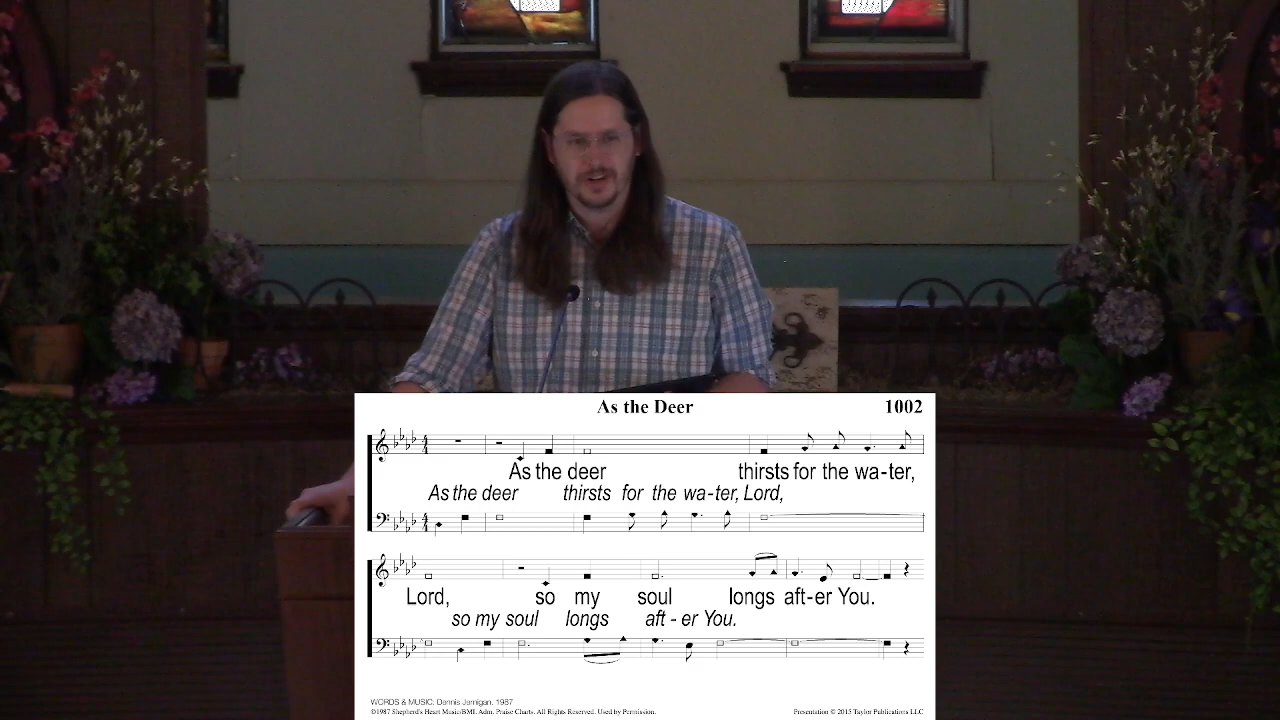 As the Deer 1002
As the deer thirsts for the wa-ter,
As the deer thirsts for the wa-ter, Lord,
Lord, so my soul longs aft-er You.
so my soul longs aft - er You.
WORDS & MUSIC: Dennis Jernigan, 1987
©1987 Shepherd's Heart Music/BMI. Adm. Praise Charts. All Rights Reserved. Used by Permission. Presentation © 2015 Taylor Publications LLC